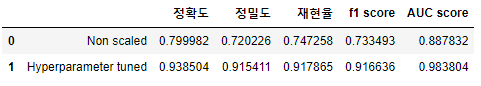 정확도 정밀도 재현율 f1 score AUC score
0 Non scaled 0.799982 0.720226 0.747258 0.733493 0.887832
1 Hyperparameter tuned 0.938504 0.915411 0.917865 0.916636 0.983804